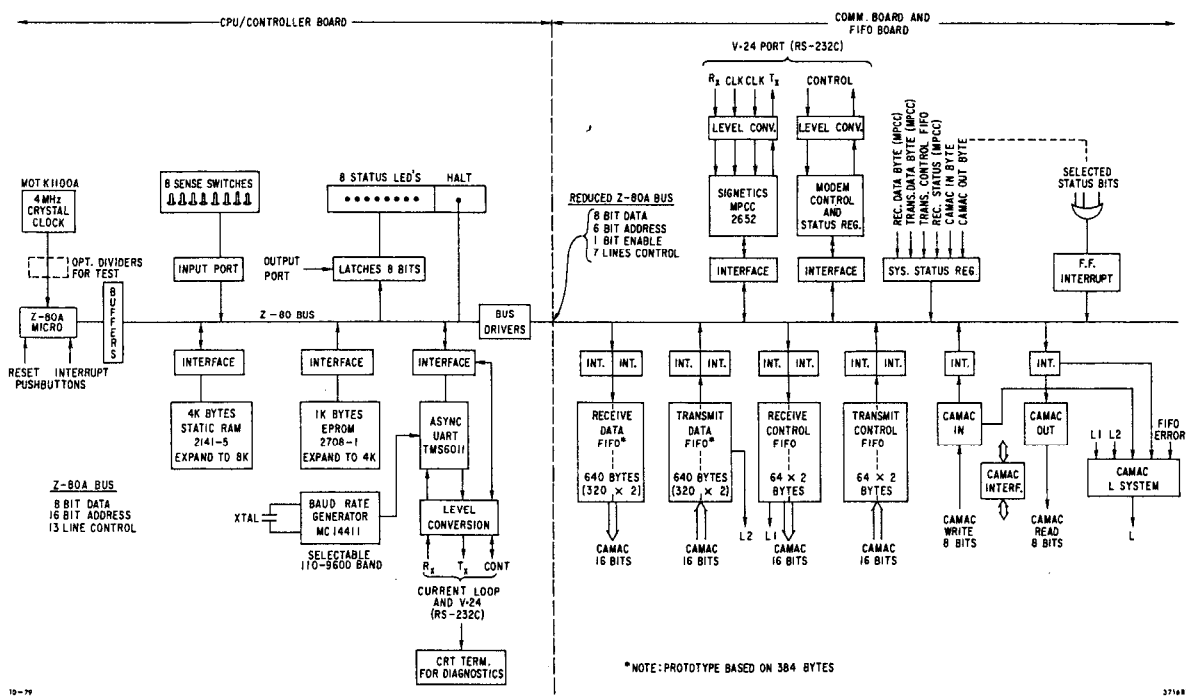 CPU/CONTROLLER BOARD
COMM. BOARD AND
FIFO BOARD
V·24 PORT (RS-232C)
RX CLK CLK TX
CONTROL
LEVEL CONV.
LEVEL CONV.
SIGNETICS
MPCC
2652
MODEM
CONTROL
AND
STATUS REG.
INTERFACE
INTERFACE
REC. DATA BYTE (MPCC)
TRANS. DATA BYTE (MPCC)
TRANS. CONTROL FIFO
REC. STATUS (MPCC)
CAMAC IN BYTE
CAMAC OUT BYTE
SYS. STATUS REG.
SELECTED
STATUS BITS
F.F.
INTERRUPT
MOT K1100A
4MHz
CRYSTAL
CLOCK
OPT. DIVIDERS
FOR TEST
Z-80A
MICRO
BUFFERS
RESET INTERRUPT
PUSHBUTTONS
8 SENSE SWITCHES
INPUT PORT
8 STATUS LED'S
HALT
OUTPUT
PORT
LATCHES 8 BITS
Z-80 BUS
BUS
DRIVERS
REDUCED Z-80A BUS
8 BIT DATA
6 BIT ADDRESS
1 BIT ENABLE
7 LINES CONTROL
INTERFACE
INTERFACE
INTERFACE
4K BYTES
STATIC RAM
2141-5
EXPAND TO 8K
1K BYTES
EPROM
2708-1
EXPAND TO 4K
ASYNC
UART
TMS6011
Z-80A BUS
8 BIT DATA
16 BIT ADDRESS
13 LINE CONTROL
XTAL
BAUD RATE
GENERATOR
MC 14411
SELECTABLE
110-9600 BAND
LEVEL
CONVERSION
RX TX CONT
CURRENT LOOP
AND V·24
(RS-232C)
CRT TERM.
FOR DIAGNOSTICS
INT. INT.
INT. INT.
INT. INT.
INT. INT.
INT.
INT.
RECEIVE
DATA
FIFO*
640 BYTES
(320 × 2)
CAMAC
16 BITS
TRANSMIT
DATA
FIFO*
640 BYTES
(320 × 2)
L2
CAMAC
16 BITS
RECEIVE
CONTROL
FIFO
64 × 2
BYTES
L1
CAMAC
16 BITS
TRANSMIT
CONTROL
FIFO
64 × 2
BYTES
CAMAC
16 BITS
CAMAC
IN
CAMAC
WRITE
8 BITS
CAMAC
OUT
CAMAC
INTERF.
CAMAC
READ
8 BITS
L1 L2
FIFO
ERROR
CAMAC
L SYSTEM
L
*NOTE: PROTOTYPE BASED ON 384 BYTES
10-79
3716B